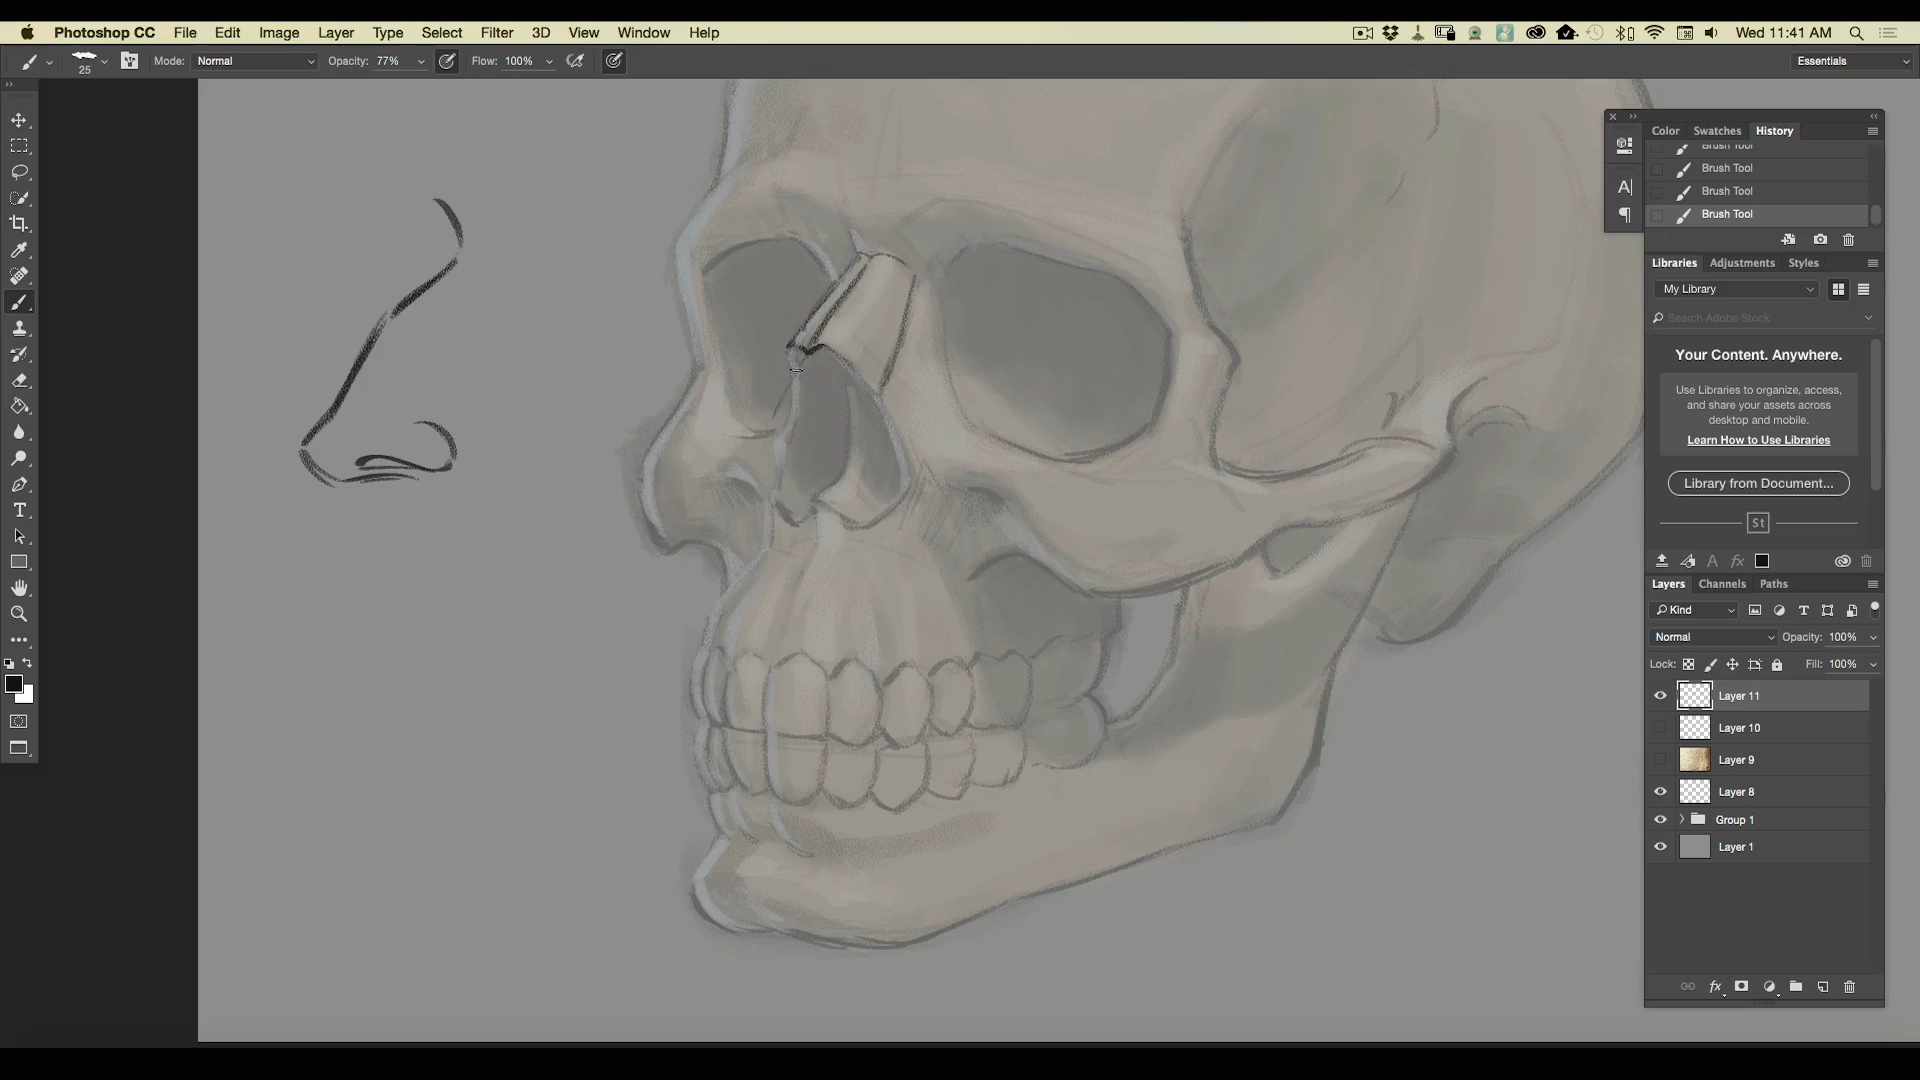 Photoshop CC File Edit Image Layer Type Select Filter 3D View Window Help Wed 11:41 AM
25 Mode: Normal Opacity: 77% Flow: 100% Essentials
Color Swatches History
Brush Tool
Brush Tool
Brush Tool
Brush Tool
Libraries Adjustments Styles
My Library
Search Adobe Stock
Your Content. Anywhere.
Use Libraries to organize, access,
and share your assets across
desktop and mobile.
Learn How to Use Libraries
Library from Document...
St
Layers Channels Paths
Kind
Normal Opacity: 100%
Lock: Fill: 100%
Layer 11
Layer 10
Layer 9
Layer 8
Group 1
Layer 1